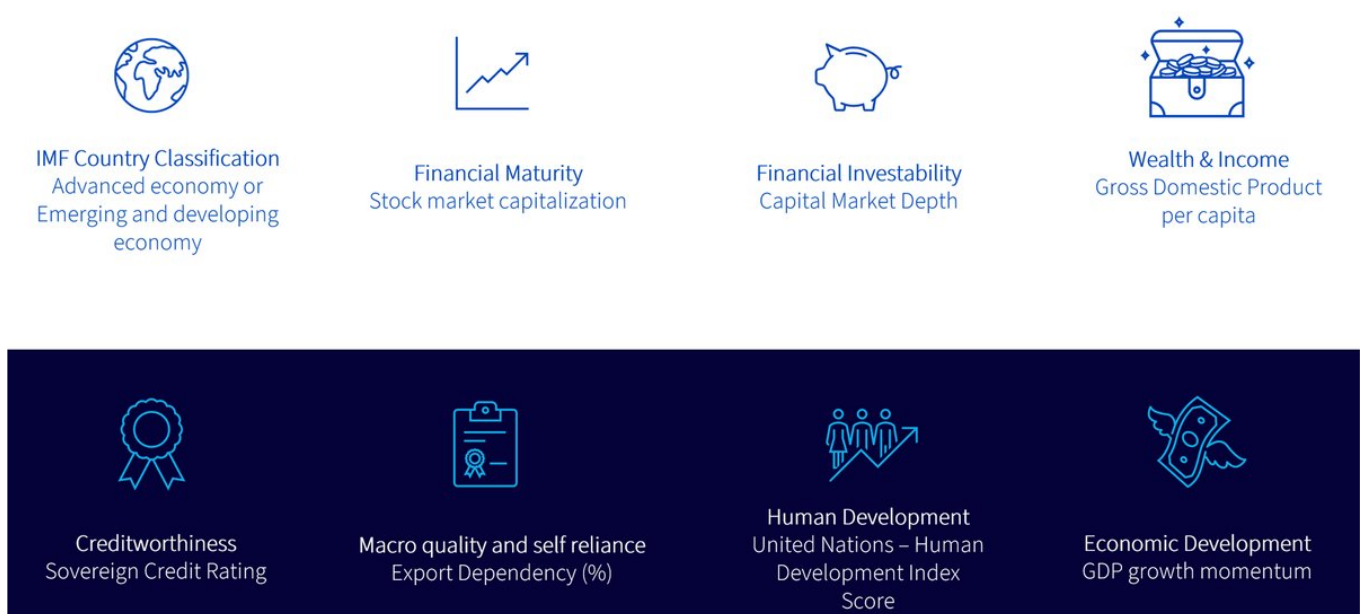 IMF Country Classification
Advanced economy or
Emerging and developing
economy
Financial Maturity
Stock market capitalization
Financial Investability
Capital Market Depth
Wealth & Income
Gross Domestic Product
per capita
Creditworthiness
Sovereign Credit Rating
Macro quality and self reliance
Export Dependency (%)
Human Development
United Nations – Human
Development Index
Score
Economic Development
GDP growth momentum